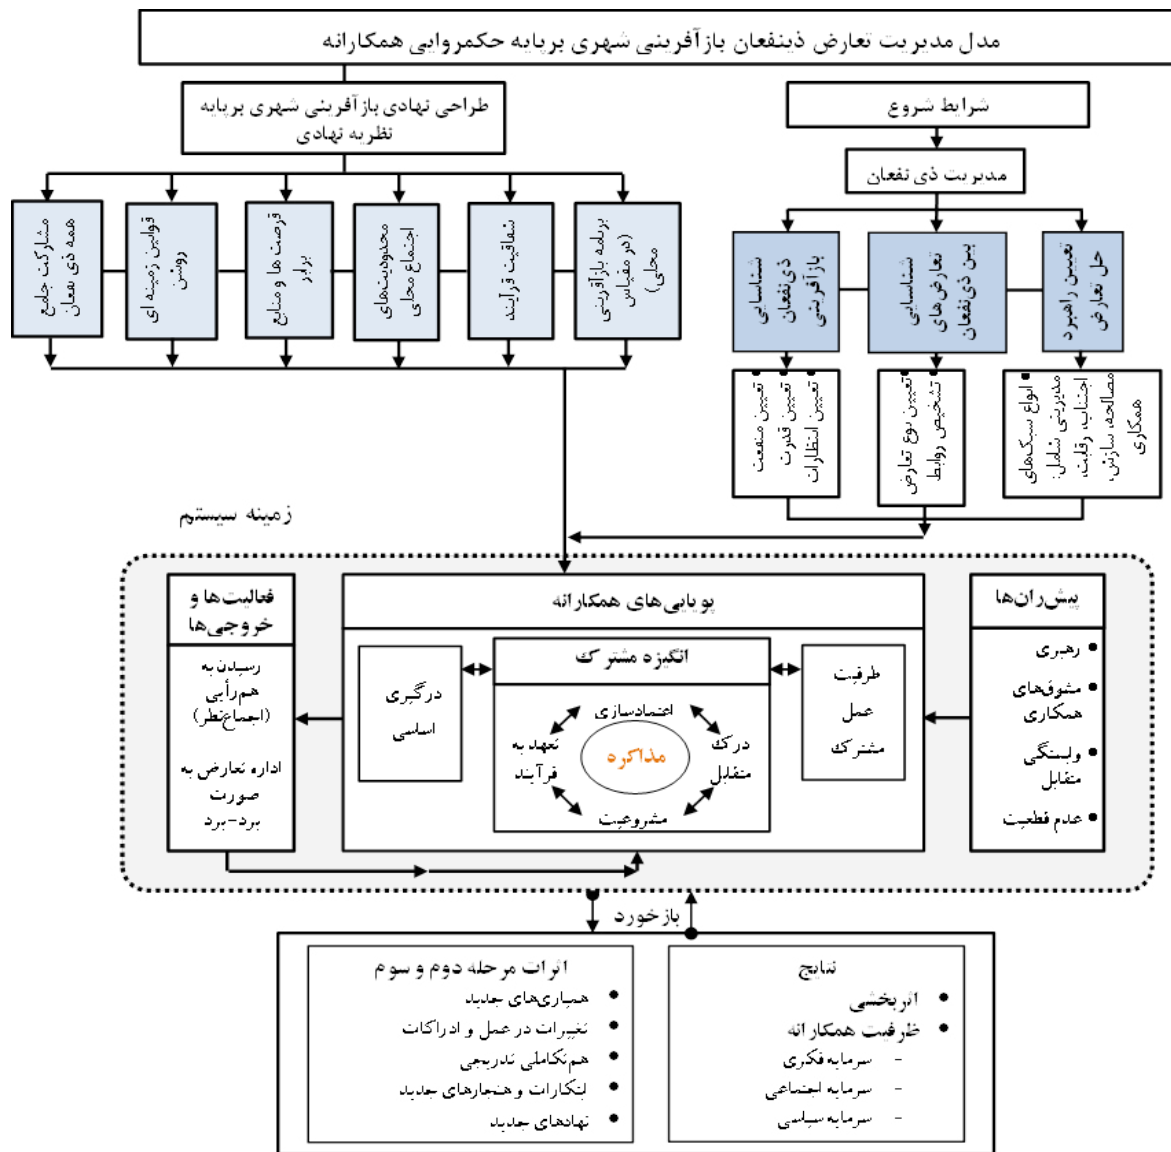 مدل مدیریت تعارض ذینفعان بازآفرینی شهری برپایه حکمروایی همکارانه
شرایط شروع
مدیریت ذی نفعان
تعیین راهبرد
حل تعارض
شناسایی
تعارض‌های
بین ذی‌نفعان
شناسایی
ذی‌نفعان
بازآفرینی
• انواع سبک‌های
مدیریتی شامل:
اجتناب، رقابت،
مصالحه، سازش،
همکاری
• تعیین نوع تعارض
• تشخیص روابط
• تعیین منفعت
• تعیین قدرت
• تعیین انتظارات
طراحی نهادی بازآفرینی شهری برپایه
نظریه نهادی
برنامه بازآفرینی
(در مقیاس
محلی)
شفافیت فرآیند
محدودیت‌های
اجتماع محلی
فرصت ها و منابع
برابر
قوانین زمینه ای
روشن
مشارکت جامع
همه ذی نفعان
زمینه سیستم
پیش‌ران‌ها
• رهبری
• مشوق‌های
همکاری
• وابستگی
متقابل
• عدم قطعیت
پویایی‌های همکارانه
ظرفیت
عمل
مشترک
انگیزه مشترک
اعتمادسازی
درک
متقابل
مذاکره
تعهد به
فرآیند
مشروعیت
درگیری
اساسی
فعالیت‌ها و
خروجی‌ها
رسیدن به
هم‌رأیی
(اجماع‌نظر)
اداره تعارض به
صورت
برد-برد
بازخورد
نتایج
• اثربخشی
• ظرفیت همکارانه
- سرمایه فکری
- سرمایه اجتماعی
- سرمایه سیاسی
اثرات مرحله دوم و سوم
• همیاری‌های جدید
• تغییرات در عمل و ادراکات
• هم‌تکاملی تدریجی
• ابتکارات و هنجارهای جدید
• نهادهای جدید